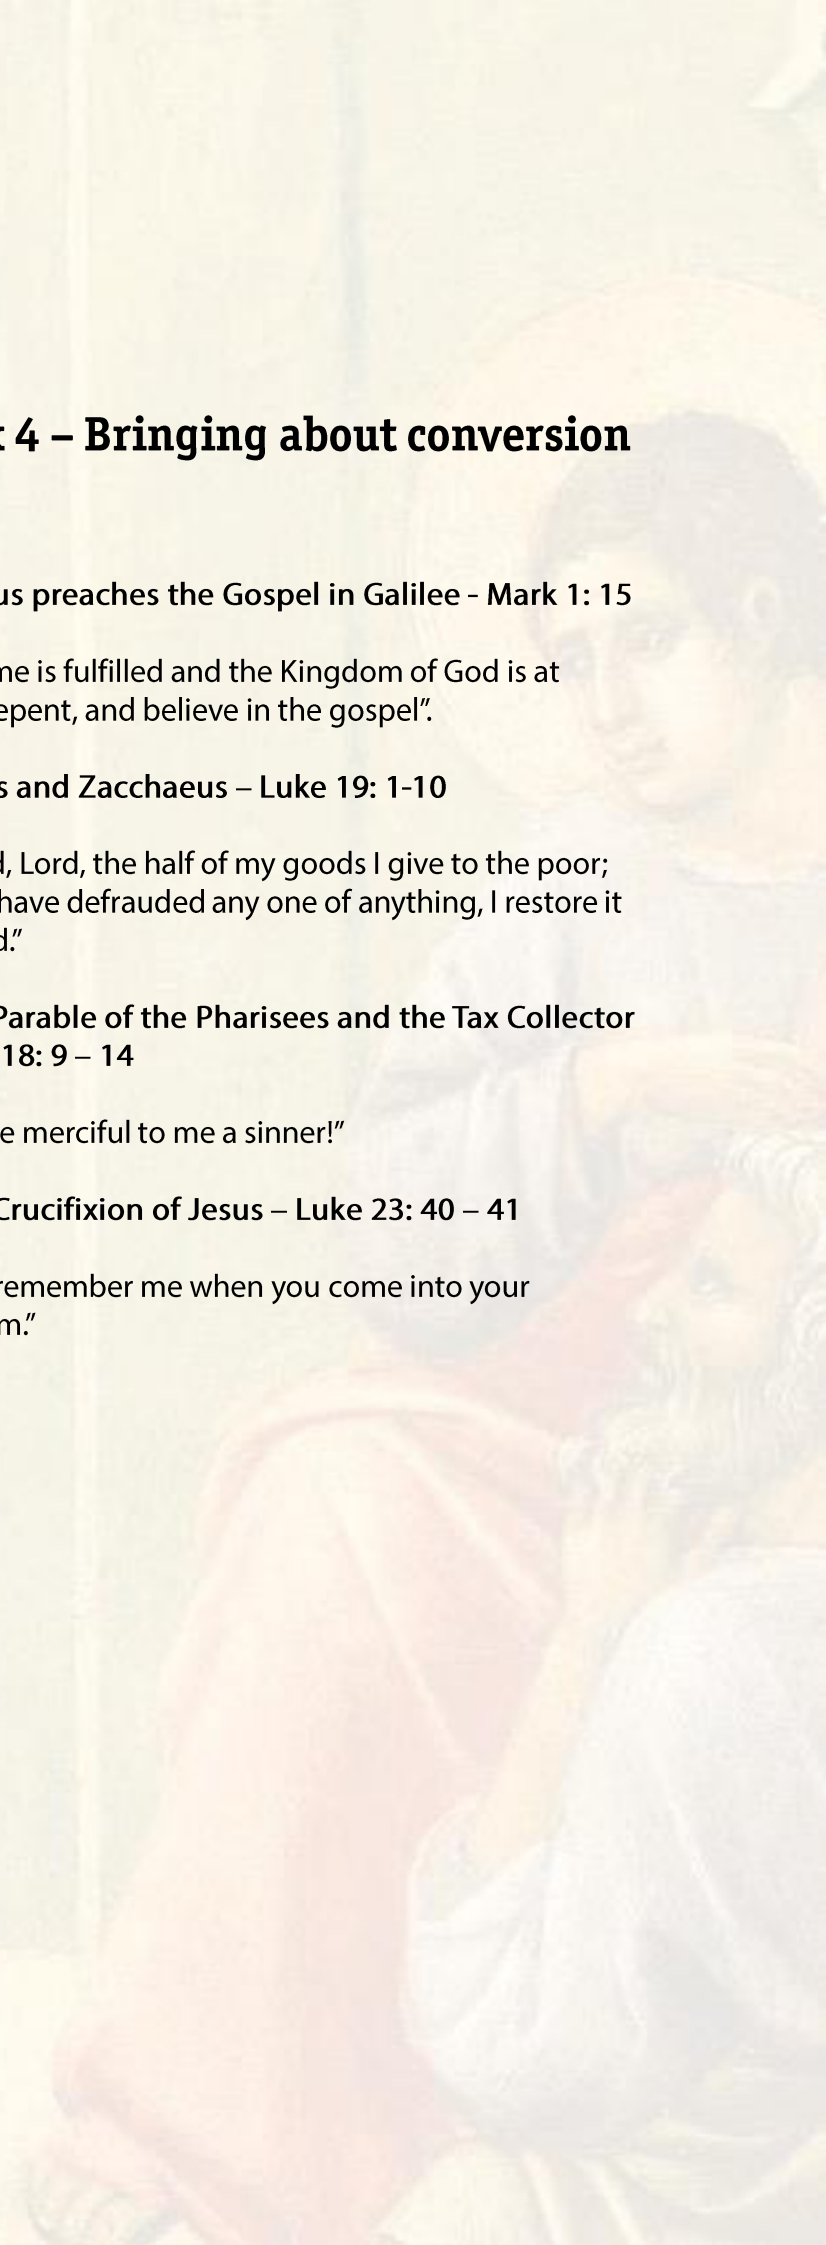 4 – Bringing about conversion
us preaches the Gospel in Galilee - Mark 1: 15
me is fulfilled and the Kingdom of God is at
epent, and believe in the gospel”.
s and Zacchaeus – Luke 19: 1-10
d, Lord, the half of my goods I give to the poor;
have defrauded any one of anything, I restore it
d.”
Parable of the Pharisees and the Tax Collector
18: 9 – 14
e merciful to me a sinner!”
Crucifixion of Jesus – Luke 23: 40 – 41
remember me when you come into your
m.”